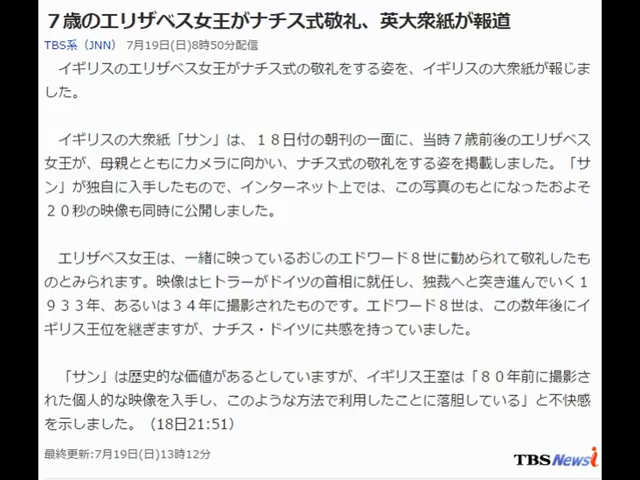 ７歳のエリザベス女王がナチス式敬礼、英大衆紙が報道
TBS系（JNN） 7月19日(日)8時50分配信
イギリスのエリザベス女王がナチス式の敬礼をする姿を、イギリスの大衆紙が報じま
した。
イギリスの大衆紙「サン」は、１８日付の朝刊の一面に、当時７歳前後のエリザベス
女王が、母親とともにカメラに向かい、ナチス式の敬礼をする姿を掲載しました。「サ
ン」が独自に入手したもので、インターネット上では、この写真のもとになったおよそ
２０秒の映像も同時に公開しました。
エリザベス女王は、一緒に映っているおじのエドワード８世に勧められて敬礼したも
のとみられます。映像はヒトラーがドイツの首相に就任し、独裁へと突き進んでいく１
９３３年、あるいは３４年に撮影されたものです。エドワード８世は、この数年後にイ
ギリス王位を継ぎますが、ナチス・ドイツに共感を持っていました。
「サン」は歴史的な価値があるとしていますが、イギリス王室は「８０年前に撮影さ
れた個人的な映像を入手し、このような方法で利用したことに落胆している」と不快感
を示しました。（18日21:51）
最終更新:7月19日(日)13時12分
TBS News i